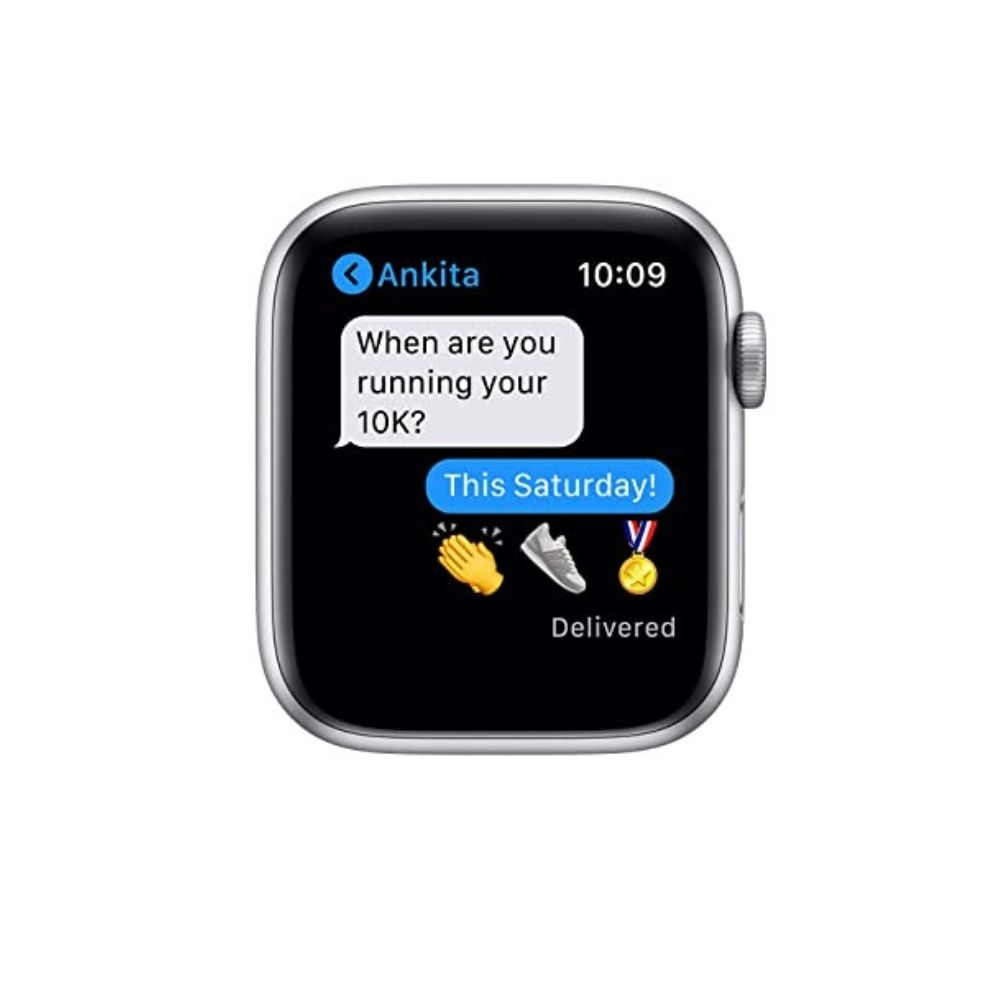 Ankita 10:09
When are you
running your
10K?
This Saturday!
Delivered